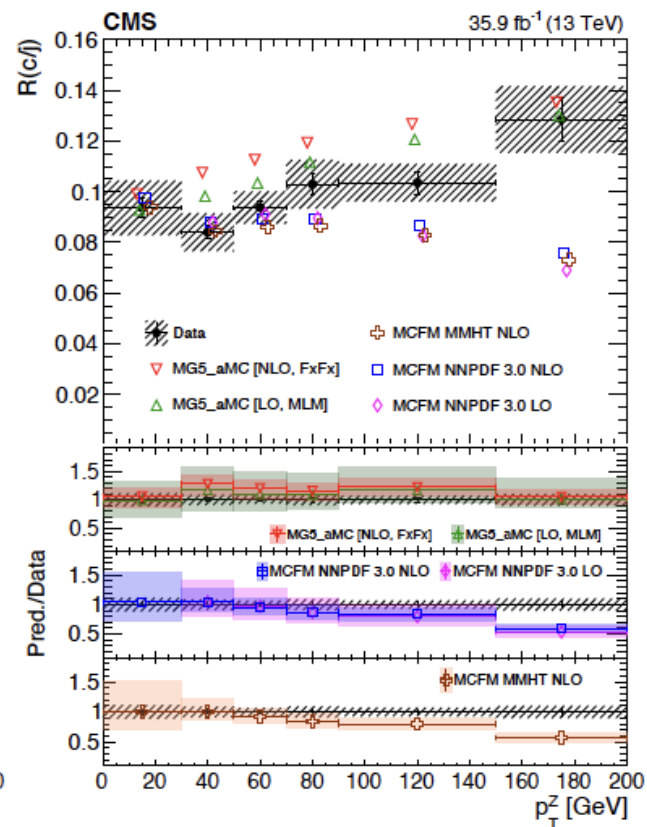 CMS 35.9 fb⁻¹ (13 TeV)
R(c/j)
0.16
0.14
0.12
0.1
0.08
0.06
0.04
0.02
Data
MCFM MMHT NLO
MG5_aMC [NLO, FxFx]
MCFM NNPDF 3.0 NLO
MG5_aMC [LO, MLM]
MCFM NNPDF 3.0 LO
Pred./Data
1.5
1
0.5
MG5_aMC [NLO, FxFx] MG5_aMC [LO, MLM]
MCFM NNPDF 3.0 NLO MCFM NNPDF 3.0 LO
1.5
1
0.5
MCFM MMHT NLO
1.5
1
0.5
0 0 20 40 60 80 100 120 140 160 180 200
p_T^Z [GeV]